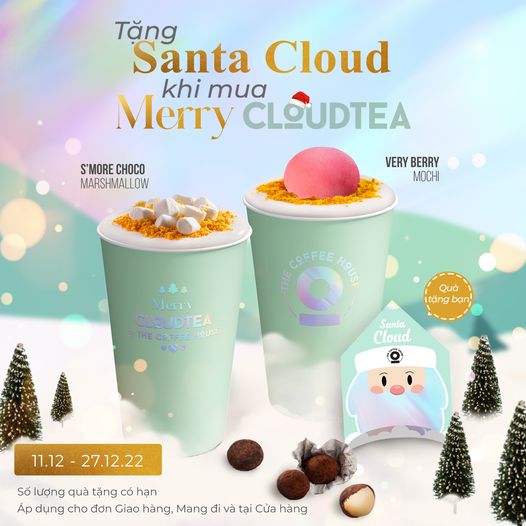 Tặng
Santa Cloud
khi mua
Merry CLOUDTEA
S'MORE CHOCO
MARSHMALLOW
VERY BERRY
MOCHI
THE COFFEE HOUSE
Merry
CLOUDTEA
THE COFFEE HOUSE
Quà
tặng bạn
Santa
Cloud
11.12 - 27.12.22
Số lượng quà tặng có hạn
Áp dụng cho đơn Giao hàng, Mang đi và tại Cửa hàng